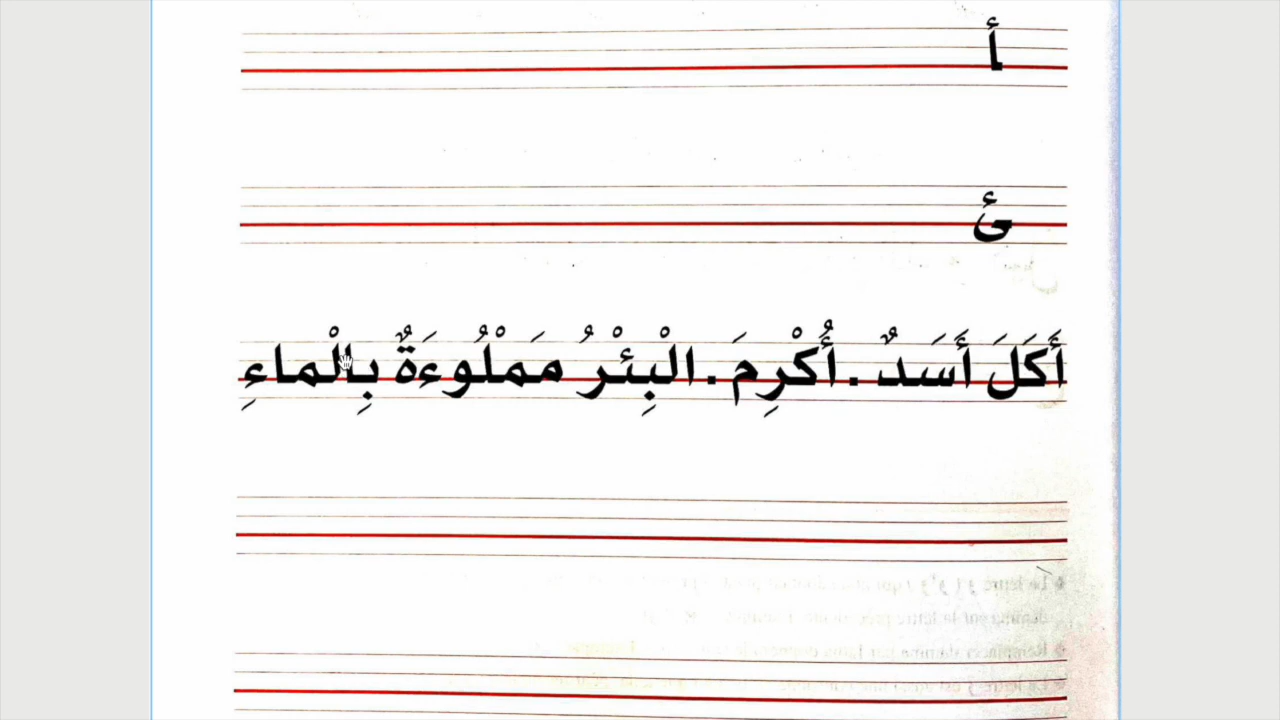 أ
ئ
أَكَلَ أَسَدٌ . أُكْرِمَ . الْبِئْرُ مَمْلُوءَةٌ بِالْماءِ